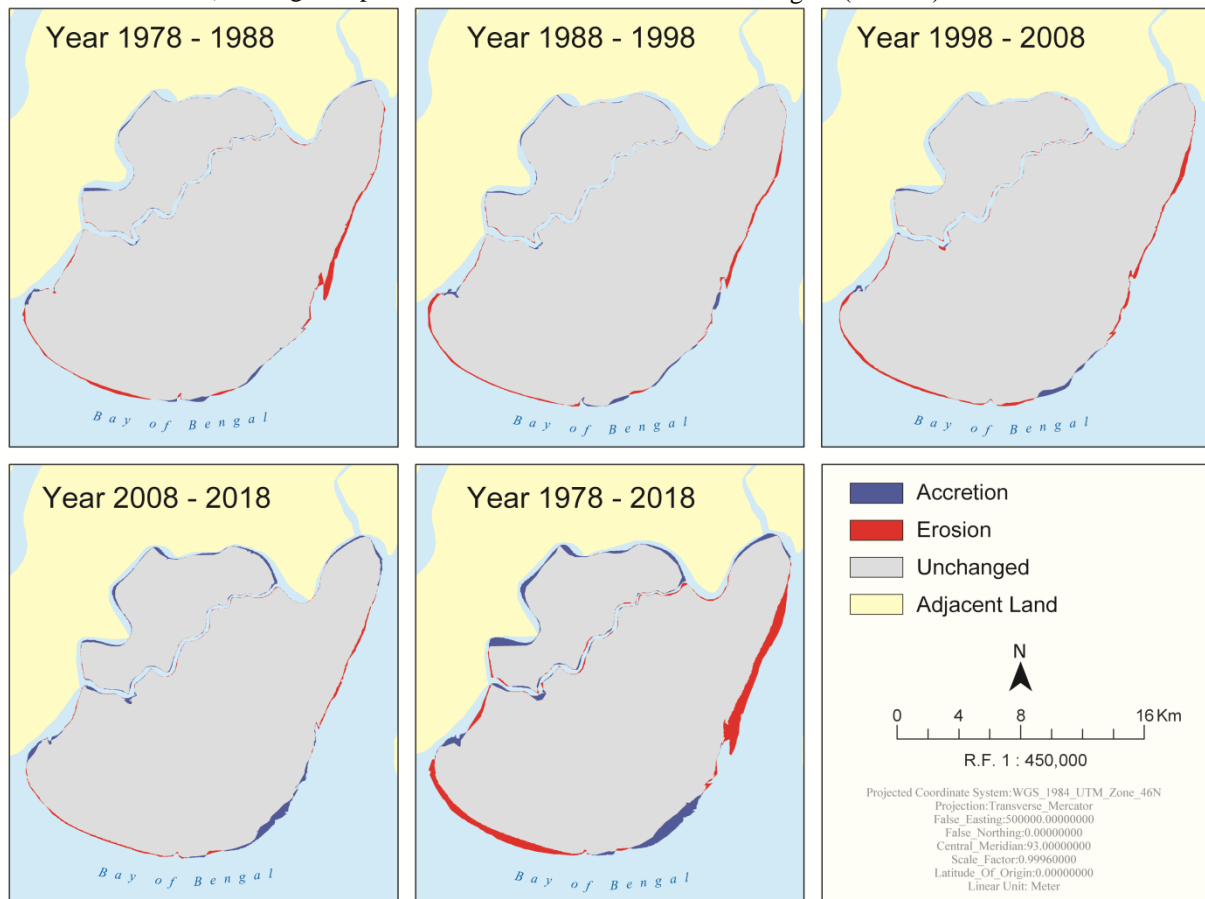 Year 1978 - 1988
Year 1988 - 1998
Year 1998 - 2008
Bay of Bengal
Bay of Bengal
Bay of Bengal
Year 2008 - 2018
Year 1978 - 2018
Bay of Bengal
Bay of Bengal
Accretion
Erosion
Unchanged
Adjacent Land
N
0 4 8 16 Km
R.F. 1 : 450,000
Projected Coordinate System:WGS_1984_UTM_Zone_46N
Projection:Transverse_Mercator
False_Easting:500000.00000000
False_Northing:0.00000000
Central_Meridian:93.00000000
Scale_Factor:0.99960000
Latitude_Of_Origin:0.00000000
Linear Unit: Meter